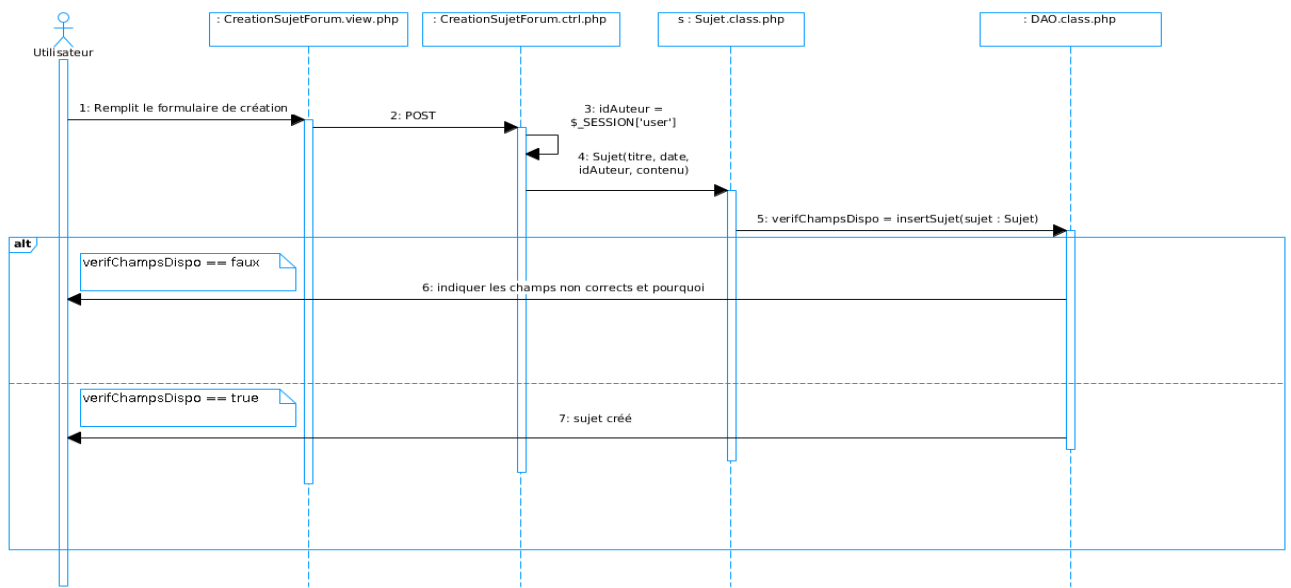 : CreationSujetForum.view.php
: CreationSujetForum.ctrl.php
s : Sujet.class.php
: DAO.class.php
Utilisateur
1: Remplit le formulaire de création
2: POST
3: idAuteur =
$_SESSION['user']
4: Sujet(titre, date,
idAuteur, contenu)
5: verifChampsDispo = insertSujet(sujet : Sujet)
alt
verifChampsDispo == faux
6: indiquer les champs non corrects et pourquoi
verifChampsDispo == true
7: sujet créé